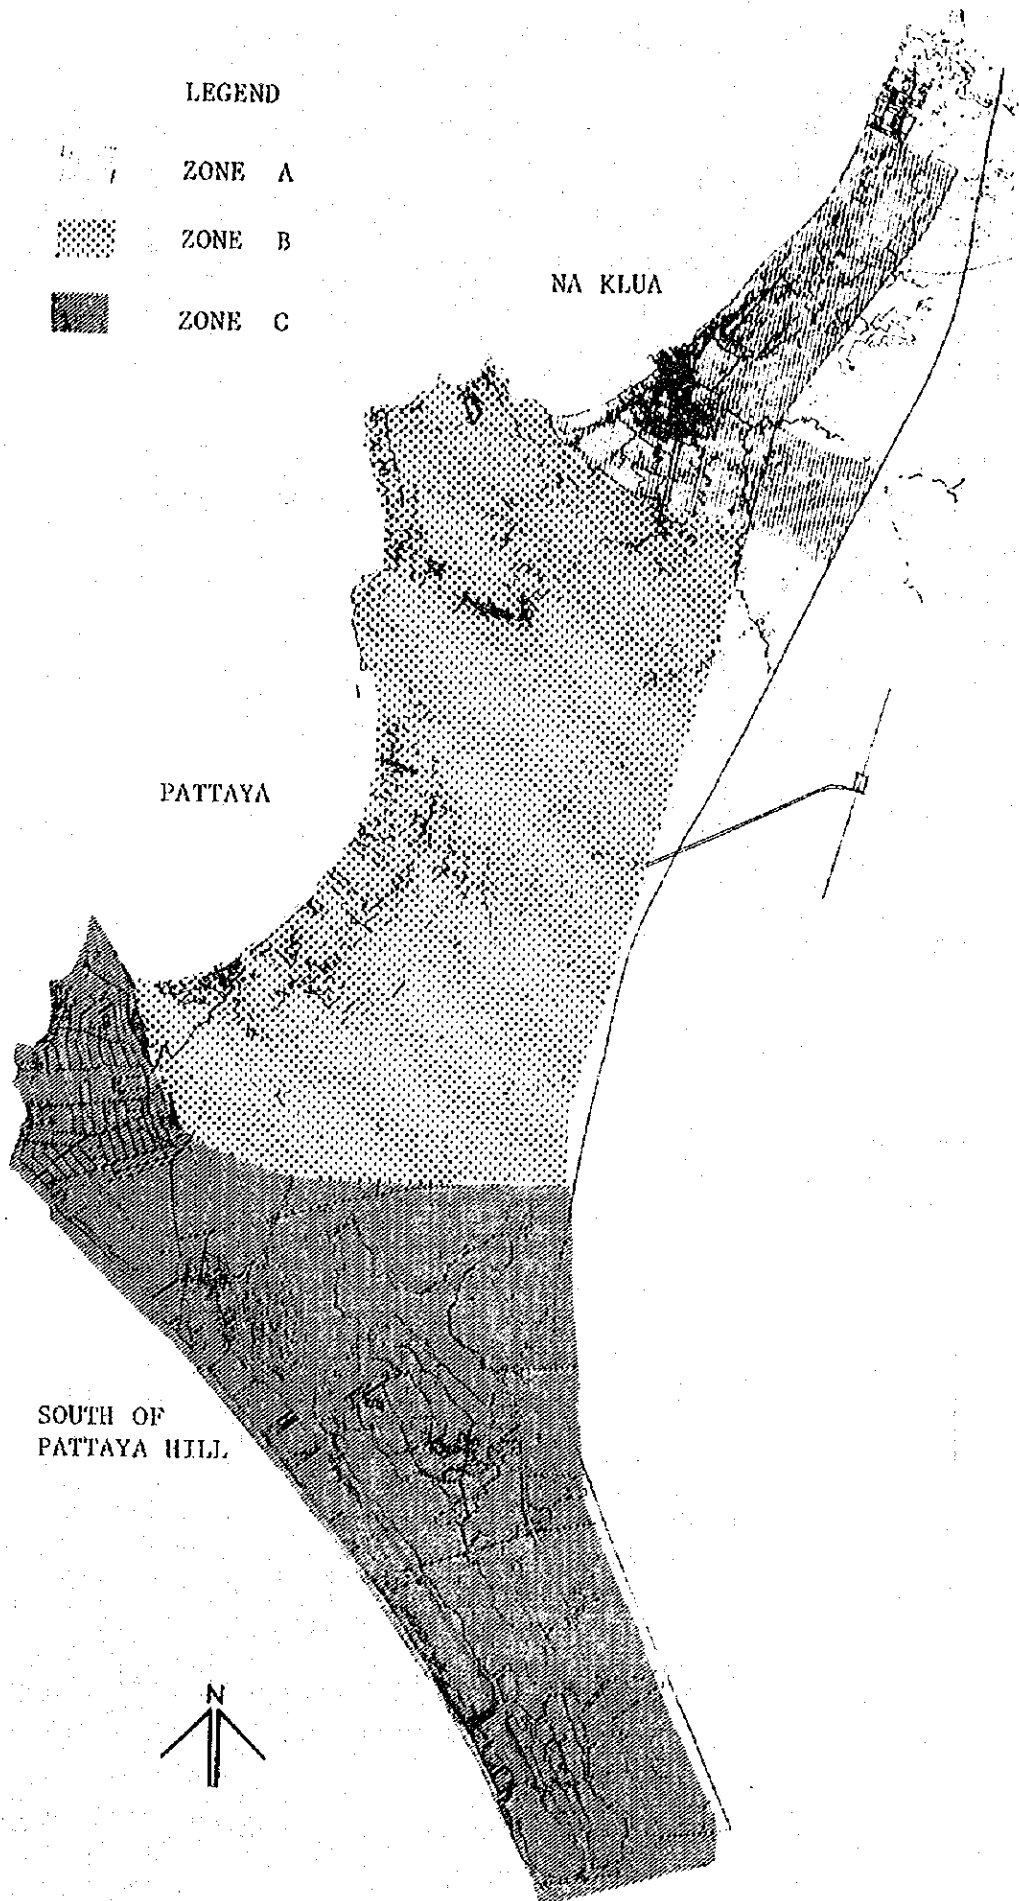 LEGEND
ZONE A
ZONE B
ZONE C
NA KLUA
PATTAYA
SOUTH OF
PATTAYA HILL
N